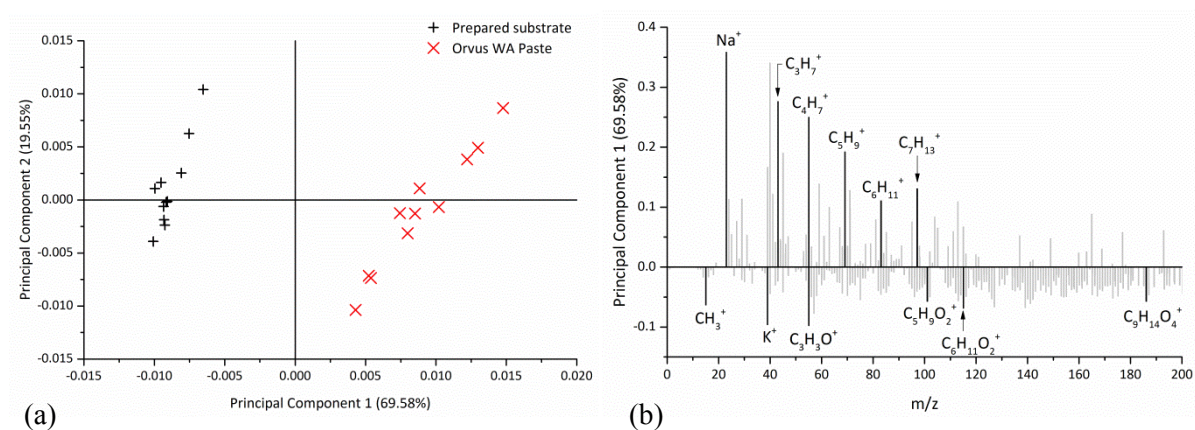 + Prepared substrate
× Orvus WA Paste
0.015
0.010
0.005
0.000
-0.005
-0.010
-0.015
-0.015
-0.010
-0.005
0.000
0.005
0.010
0.015
0.020
Principal Component 2 (19.55%)
Principal Component 1 (69.58%)
(a)
0.4
0.3
0.2
0.1
0.0
-0.1
0
20
40
60
80
100
120
140
160
180
200
Principal Component 1 (69.58%)
m/z
Na⁺
C₃H₇⁺
C₄H₇⁺
C₅H₉⁺
C₆H₁₁⁺
C₇H₁₃⁺
CH₃⁺
K⁺
C₃H₃O⁺
C₅H₉O₂⁺
C₆H₁₁O₂⁺
C₉H₁₄O₄⁺
(b)